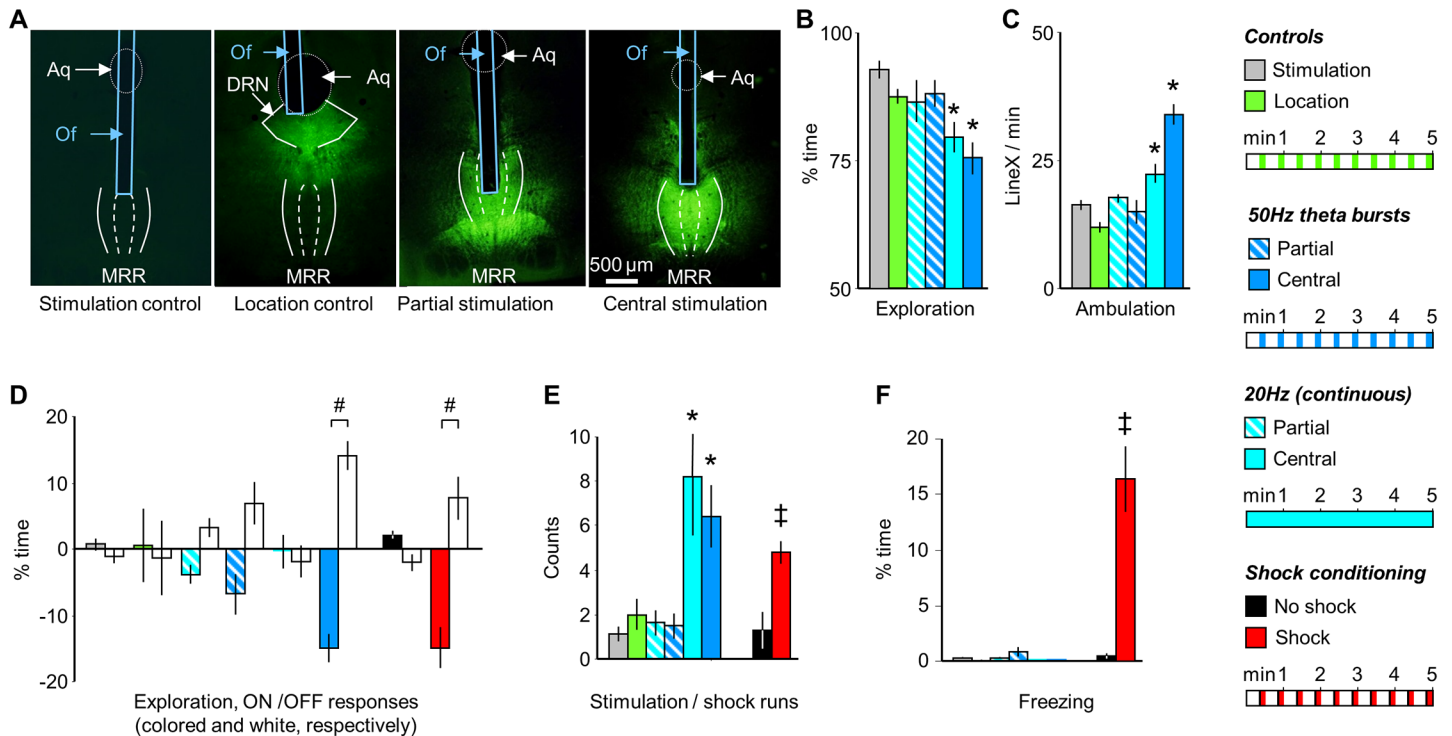 A
Aq
Of
MRR
Stimulation control
Of
Aq
DRN
MRR
Location control
Of
Aq
MRR
Partial stimulation
Of
Aq
500 µm
MRR
Central stimulation
B
100
75
50
% time
* *
Exploration
C
50
25
0
LineX / min
* *
Ambulation
Controls
Stimulation
Location
min 1 2 3 4 5
50Hz theta bursts
Partial
Central
min 1 2 3 4 5
20Hz (continuous)
Partial
Central
min 1 2 3 4 5
Shock conditioning
No shock
Shock
min 1 2 3 4 5
D
20
10
0
-10
-20
% time
# #
Exploration, ON /OFF responses
(colored and white, respectively)
E
10
8
6
4
2
0
Counts
* * ‡
Stimulation / shock runs
F
20
15
10
5
0
% time
‡
Freezing